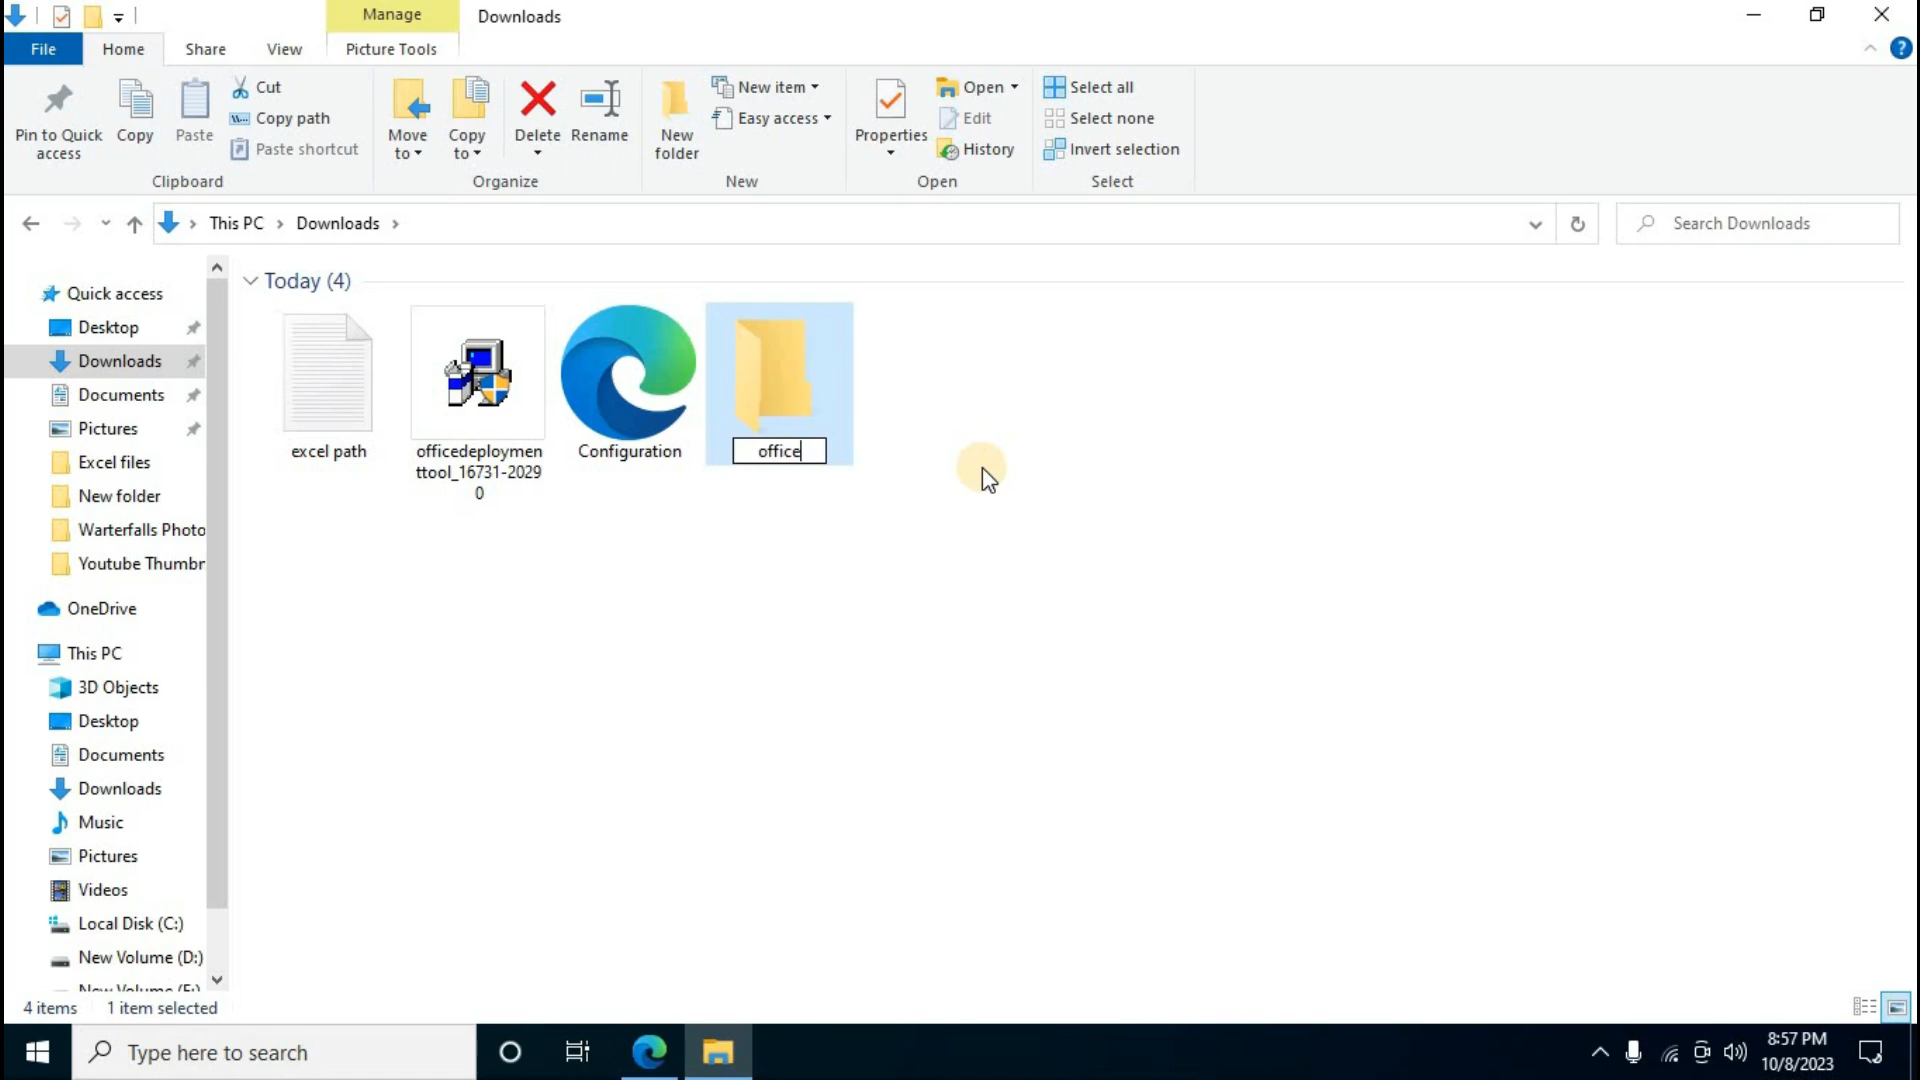 Manage
Downloads
File
Home
Share
View
Picture Tools
Pin to Quick
access
Copy
Paste
Cut
Copy path
Paste shortcut
Clipboard
Move
to
Copy
to
Delete
Rename
Organize
New
folder
New item
Easy access
New
Properties
Open
Edit
History
Open
Select all
Select none
Invert selection
Select
This PC
Downloads
Search Downloads
Quick access
Desktop
Downloads
Documents
Pictures
Excel files
New folder
Warterfalls Photo
Youtube Thumbr
OneDrive
This PC
3D Objects
Desktop
Documents
Downloads
Music
Pictures
Videos
Local Disk (C:)
New Volume (D:)
Today (4)
excel path
officedeploymen
ttool_16731-2029
0
Configuration
office
4 items
1 item selected
Type here to search
8:57 PM
10/8/2023